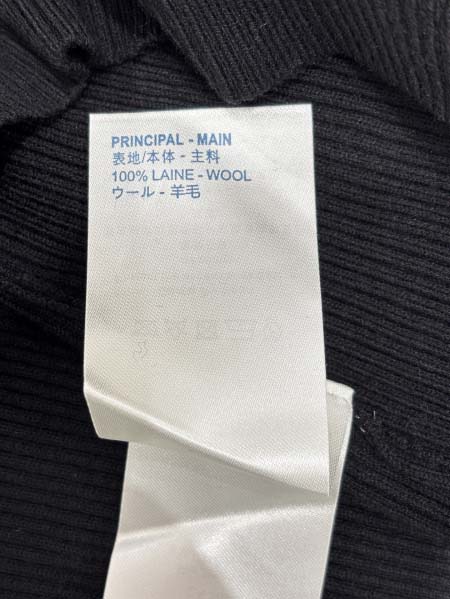 PRINCIPAL - MAIN
表地/本体 - 主料
100% LAINE - WOOL
ウール - 羊毛